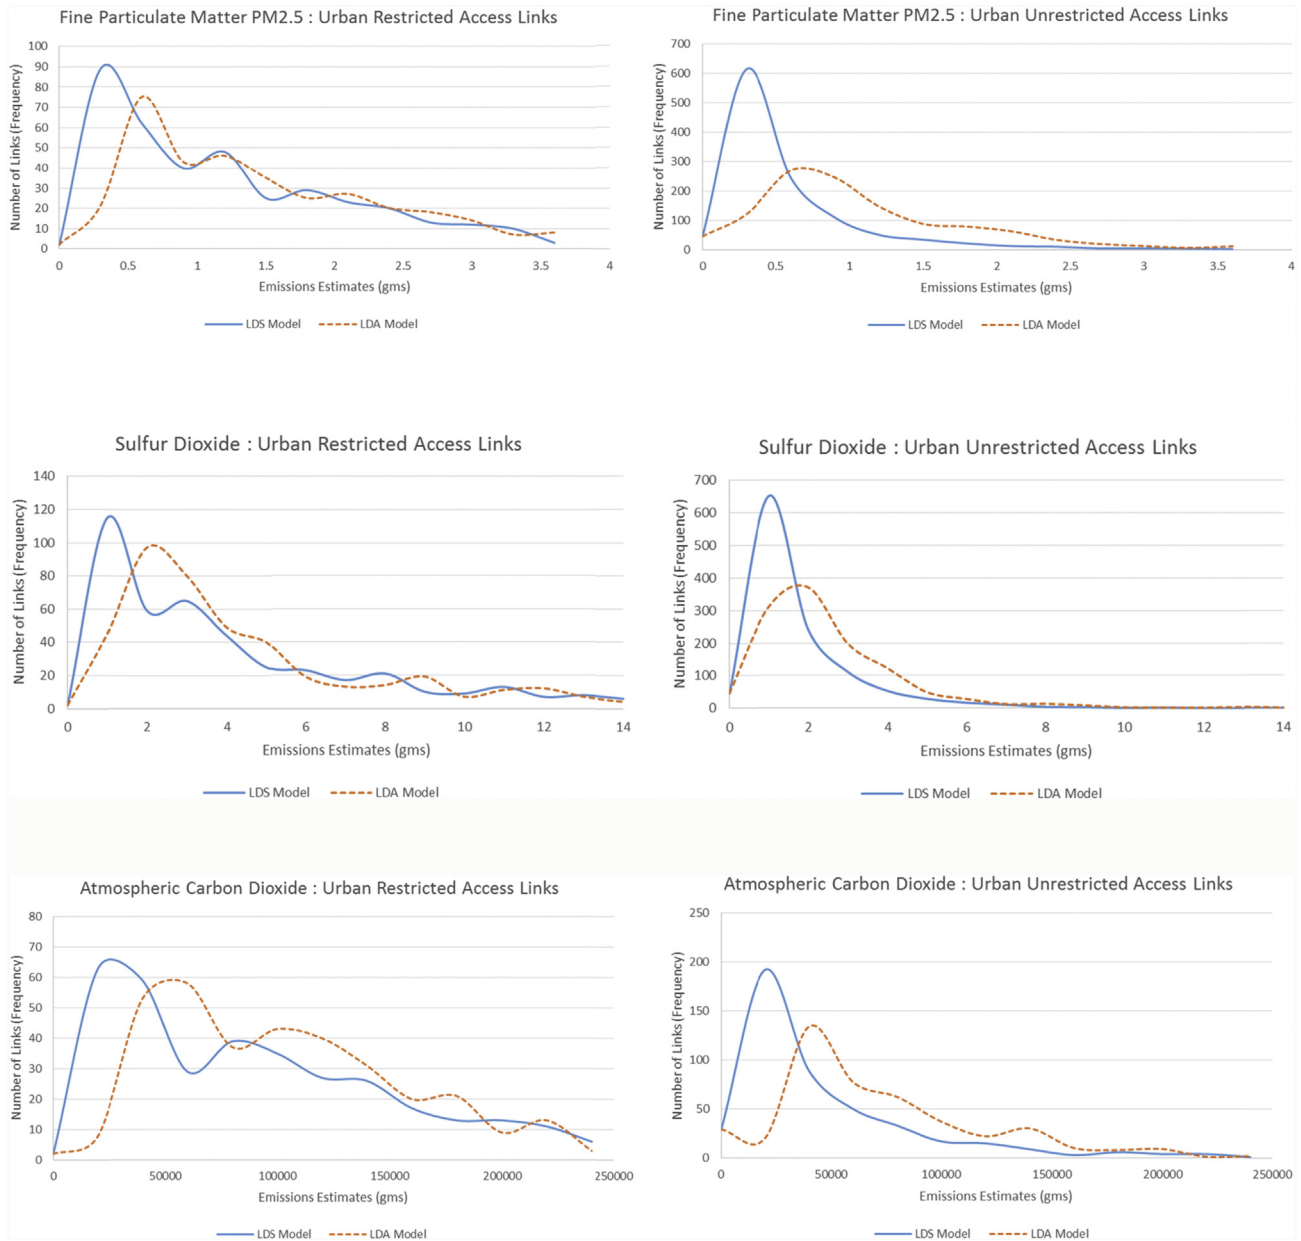 Fine Particulate Matter PM2.5 : Urban Restricted Access Links
Number of Links (Frequency)
100
90
80
70
60
50
40
30
20
10
0
0 0.5 1 1.5 2 2.5 3 3.5 4
Emissions Estimates (gms)
LDS Model LDA Model
Fine Particulate Matter PM2.5 : Urban Unrestricted Access Links
Number of Links (Frequency)
700
600
500
400
300
200
100
0
0 0.5 1 1.5 2 2.5 3 3.5 4
Emissions Estimates (gms)
LDS Model LDA Model
Sulfur Dioxide : Urban Restricted Access Links
Number of Links (Frequency)
140
120
100
80
60
40
20
0
0 2 4 6 8 10 12 14
Emissions Estimates (gms)
LDS Model LDA Model
Sulfur Dioxide : Urban Unrestricted Access Links
Number of Links (Frequency)
700
600
500
400
300
200
100
0
0 2 4 6 8 10 12 14
Emissions Estimates (gms)
LDS Model LDA Model
Atmospheric Carbon Dioxide : Urban Restricted Access Links
Number of Links (Frequency)
80
70
60
50
40
30
20
10
0
0 50000 100000 150000 200000 250000
Emissions Estimates (gms)
LDS Model LDA Model
Atmospheric Carbon Dioxide : Urban Unrestricted Access Links
Number of Links (Frequency)
250
200
150
100
50
0
0 50000 100000 150000 200000 250000
Emissions Estimates (gms)
LDS Model LDA Model